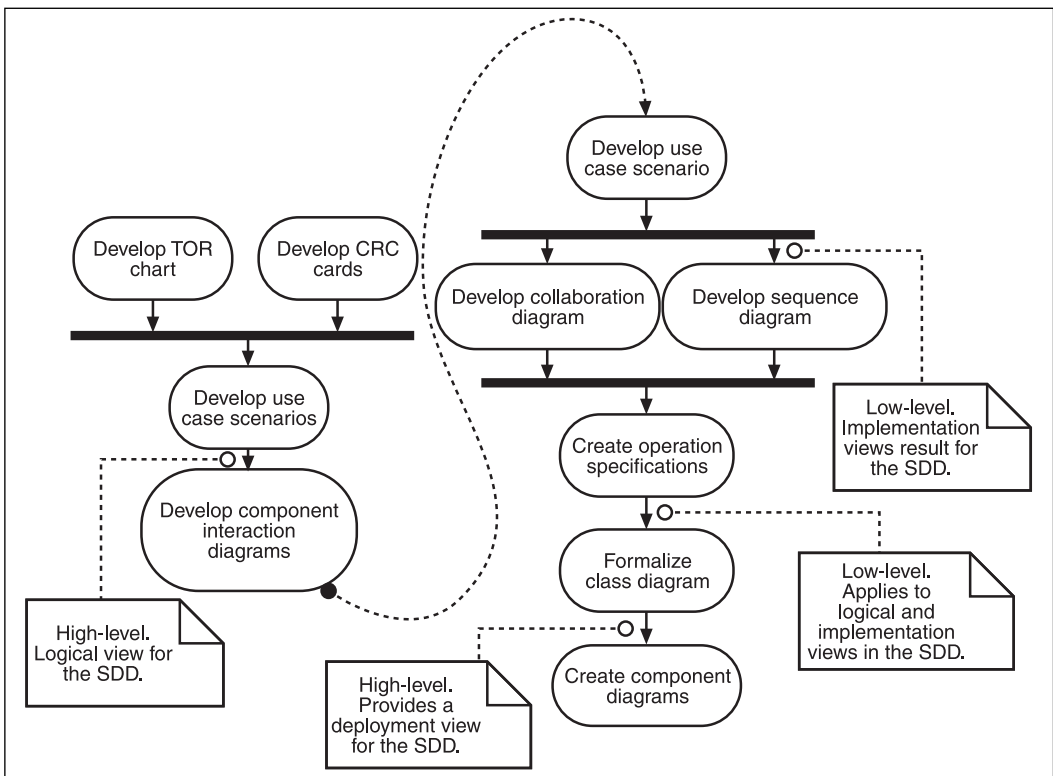 Develop TOR
chart
Develop CRC
cards
Develop use
case scenarios
Develop component
interaction
diagrams
High-level.
Logical view for
the SDD.
Develop use
case scenario
Develop collaboration
diagram
Develop sequence
diagram
Low-level.
Implementation
views result for
the SDD.
Create operation
specifications
Formalize
class diagram
Low-level.
Applies to
logical and
implementation
views in the SDD.
Create component
diagrams
High-level.
Provides a
deployment view
for the SDD.